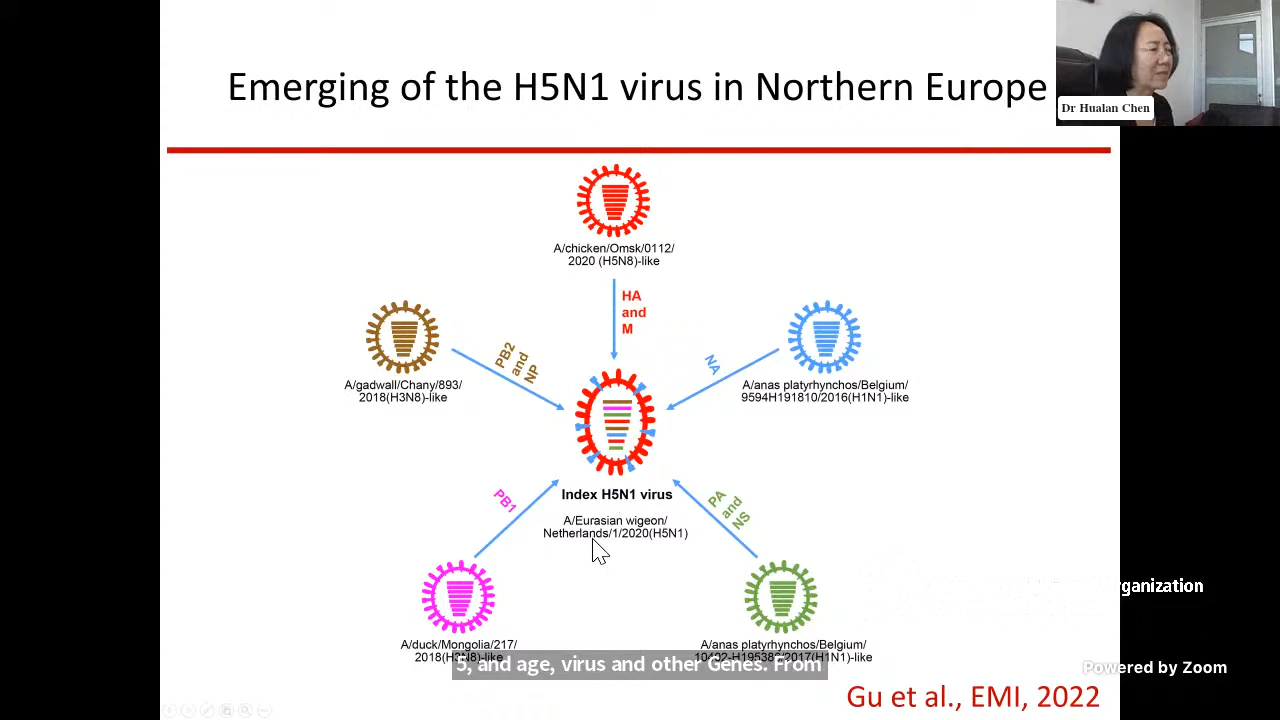 Emerging of the H5N1 virus in Northern Europe
Dr Hualan Chen
A/chicken/Omsk/0112/
2020 (H5N8)-like
HA
and
M
PB2
and
NP
NA
A/gadwall/Chany/893/
2018(H3N8)-like
A/anas platyrhynchos/Belgium/
9594H191810/2016(H1N1)-like
Index H5N1 virus
A/Eurasian wigeon/
Netherlands/1/2020(H5N1)
PB1
PA
and
NS
A/duck/Mongolia/217/
A/anas platyrhynchos/Belgium/
5, and age, virus and other Genes. From
rganization
Powered by Zoom
Gu et al., EMI, 2022